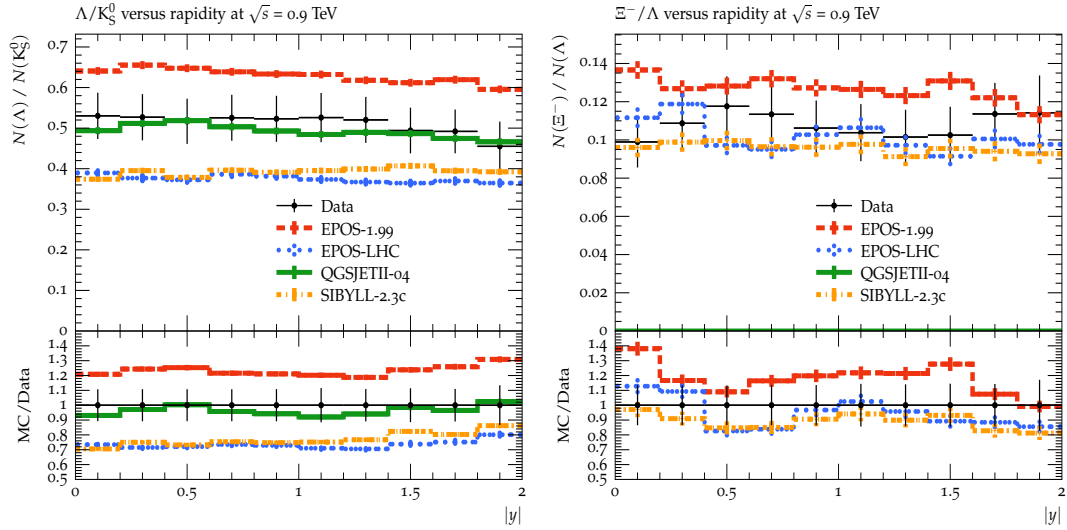 Λ/K⁰_S versus rapidity at √s = 0.9 TeV
N(Λ) / N(K⁰_S)
0.7
0.6
0.5
0.4
0.3
0.2
0.1
0
Data
EPOS-1.99
EPOS-LHC
QGSJETII-04
SIBYLL-2.3c
MC/Data
1.4
1.3
1.2
1.1
1
0.9
0.8
0.7
0.6
0.5
0 0.5 1 1.5 2
|y|
Ξ⁻/Λ versus rapidity at √s = 0.9 TeV
N(Ξ⁻) / N(Λ)
0.14
0.12
0.1
0.08
0.06
0.04
0.02
0
Data
EPOS-1.99
EPOS-LHC
QGSJETII-04
SIBYLL-2.3c
MC/Data
1.4
1.3
1.2
1.1
1
0.9
0.8
0.7
0.6
0.5
0 0.5 1 1.5 2
|y|